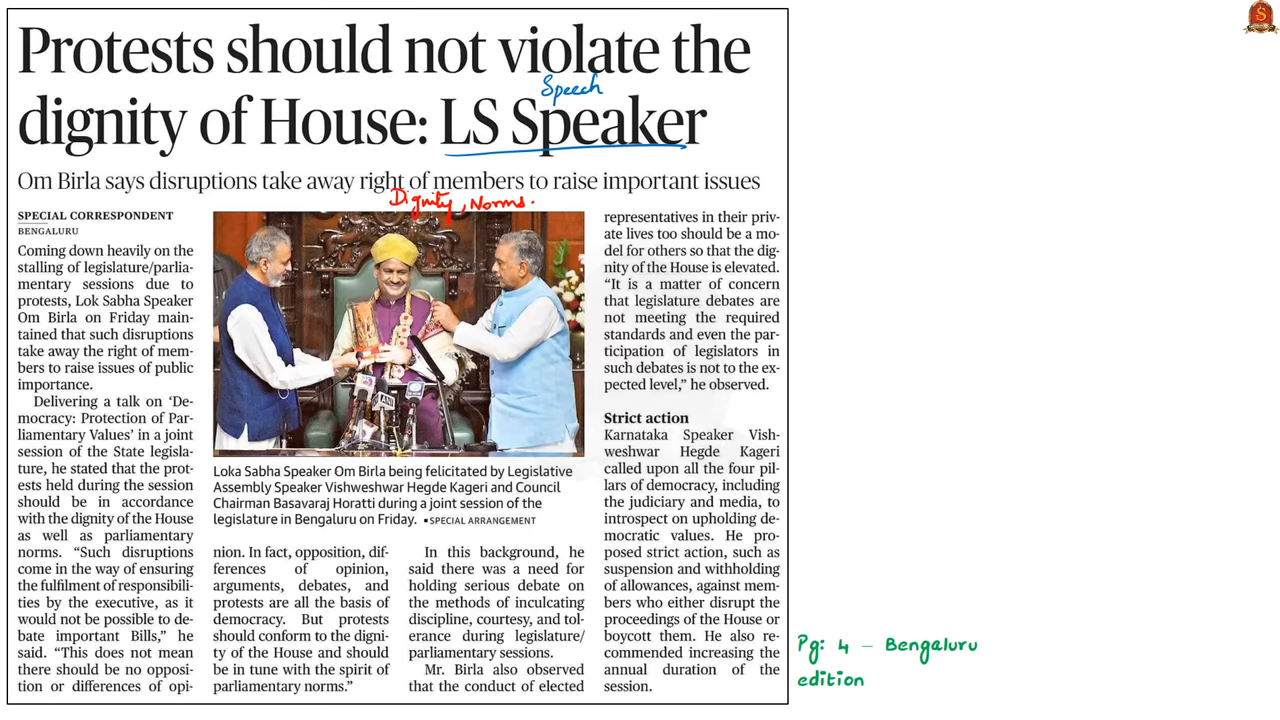 Protests should not violate the
Speech
dignity of House: LS Speaker
Om Birla says disruptions take away right of members to raise important issues
Dignity, Norms.
SPECIAL CORRESPONDENT
BENGALURU
Coming down heavily on the
stalling of legislature/parlia-
mentary sessions due to
protests, Lok Sabha Speaker
Om Birla on Friday main-
tained that such disruptions
take away the right of mem-
bers to raise issues of public
importance.
Delivering a talk on ‘De-
mocracy: Protection of Par-
liamentary Values’ in a joint
session of the State legisla-
ture, he stated that the prot-
ests held during the session
should be in accordance
with the dignity of the House
as well as parliamentary
norms. “Such disruptions
come in the way of ensuring
the fulfilment of responsibili-
ties by the executive, as it
would not be possible to de-
bate important Bills,” he
said. “This does not mean
there should be no opposi-
tion or differences of opi-
ANI
Loka Sabha Speaker Om Birla being felicitated by Legislative
Assembly Speaker Vishweshwar Hegde Kageri and Council
Chairman Basavaraj Horatti during a joint session of the
legislature in Bengaluru on Friday. ▪SPECIAL ARRANGEMENT
nion. In fact, opposition, dif-
ferences of opinion,
arguments, debates, and
protests are all the basis of
democracy. But protests
should conform to the digni-
ty of the House and should
be in tune with the spirit of
parliamentary norms.”
In this background, he
said there was a need for
holding serious debate on
the methods of inculcating
discipline, courtesy, and tol-
erance during legislature/
parliamentary sessions.
Mr. Birla also observed
that the conduct of elected
representatives in their priv-
ate lives too should be a mo-
del for others so that the dig-
nity of the House is elevated.
“It is a matter of concern
that legislature debates are
not meeting the required
standards and even the par-
ticipation of legislators in
such debates is not to the ex-
pected level,” he observed.
Strict action
Karnataka Speaker Vish-
weshwar Hegde Kageri
called upon all the four pil-
lars of democracy, including
the judiciary and media, to
introspect on upholding de-
mocratic values. He pro-
posed strict action, such as
suspension and withholding
of allowances, against mem-
bers who either disrupt the
proceedings of the House or
boycott them. He also re-
commended increasing the
annual duration of the
session.
Pg: 4 – Bengaluru
edition
S